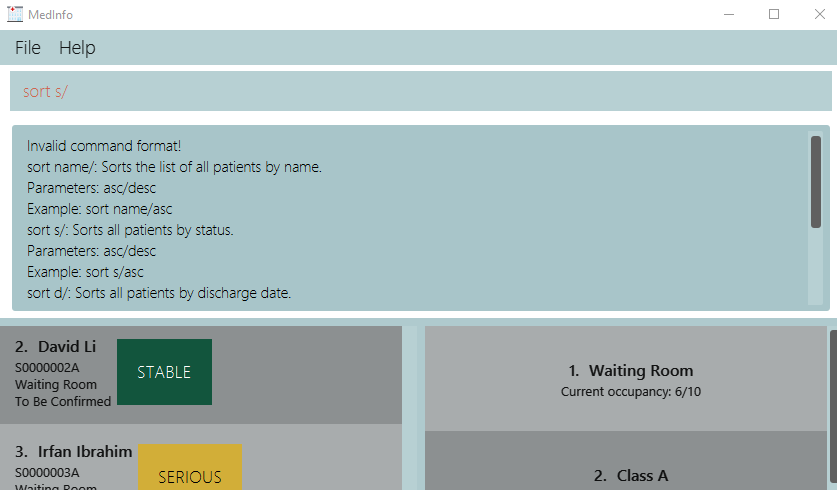 MedInfo
File Help
sort s/
Invalid command format!
sort name/: Sorts the list of all patients by name.
Parameters: asc/desc
Example: sort name/asc
sort s/: Sorts all patients by status.
Parameters: asc/desc
Example: sort s/asc
sort d/: Sorts all patients by discharge date.
2. David Li
S0000002A
Waiting Room
To Be Confirmed
STABLE
3. Irfan Ibrahim
S0000003A
Waiting Room
SERIOUS
1. Waiting Room
Current occupancy: 6/10
2. Class A